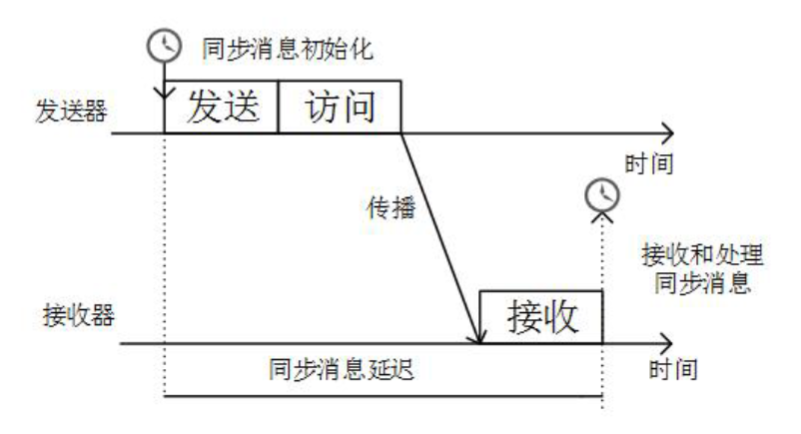 同步消息初始化
发送器
发送
访问
时间
传播
接收和处理
同步消息
接收器
接收
同步消息延迟
时间